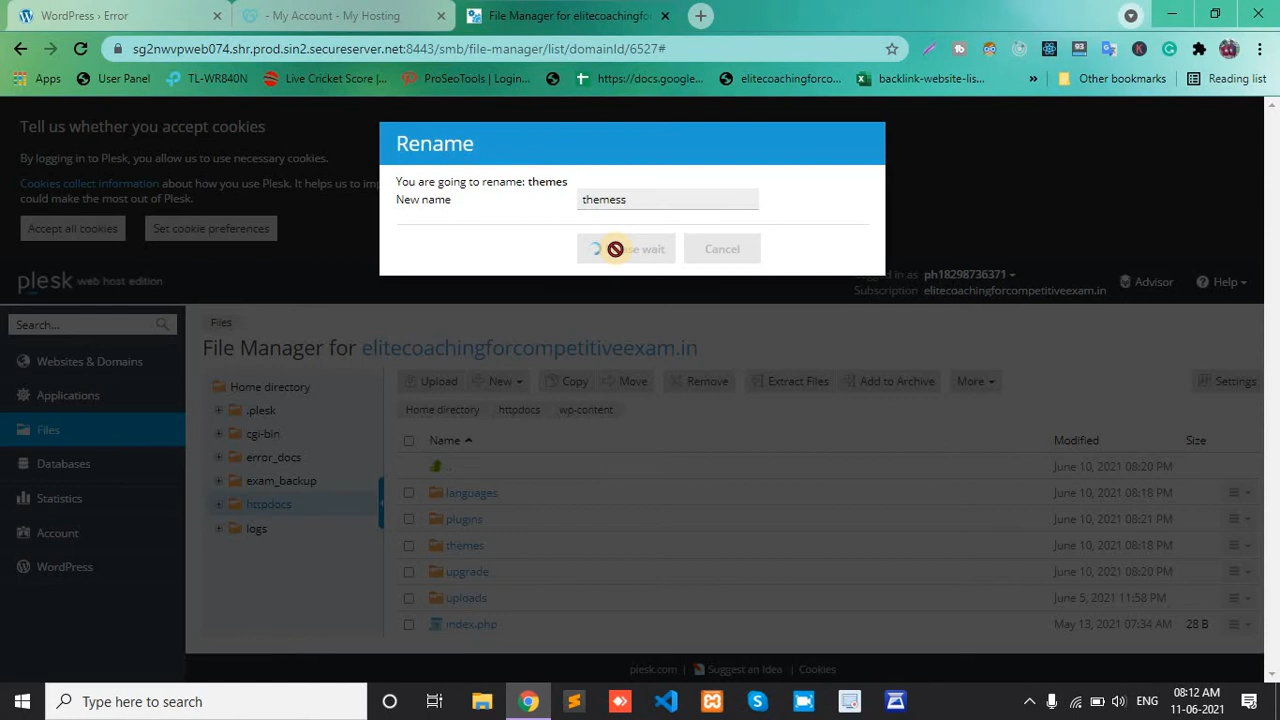 WordPress › Error
- My Account - My Hosting
File Manager for elitecoachingfor
sg2nwvpweb074.shr.prod.sin2.secureserver.net:8443/smb/file-manager/list/domainId/6527#
Apps
User Panel
TL-WR840N
Live Cricket Score |...
ProSeoTools | Login...
https://docs.google...
elitecoachingforco...
backlink-website-lis...
»
Other bookmarks
Reading list
Tell us whether you accept cookies
By logging in to Plesk, you allow us to use necessary cookies.
Cookies collect information about how you use Plesk. It helps us to
could make the most out of Plesk.
Accept all cookies
Set cookie preferences
Rename
You are going to rename: themes
New name
themess
wait
Cancel
plesk web host edition
Logged in as ph18298736371
Subscription elitecoachingforcompetitiveexam.in
Advisor
Help
Search...
Websites & Domains
Applications
Files
Databases
Statistics
Account
WordPress
Files
File Manager for elitecoachingforcompetitiveexam.in
Home directory
.plesk
cgi-bin
error_docs
exam_backup
httpdocs
logs
Upload
New
Copy
Move
Remove
Extract Files
Add to Archive
More
Settings
Home directory
httpdocs
wp-content
Name
Modified
Size
..
June 10, 2021 08:20 PM
languages
June 10, 2021 08:18 PM
plugins
June 10, 2021 08:21 PM
themes
June 10, 2021 08:18 PM
upgrade
June 10, 2021 08:20 PM
uploads
June 5, 2021 11:58 PM
index.php
May 13, 2021 07:34 AM
28 B
plesk.com
Suggest an Idea
Cookies
Type here to search
ENG
08:12 AM
11-06-2021